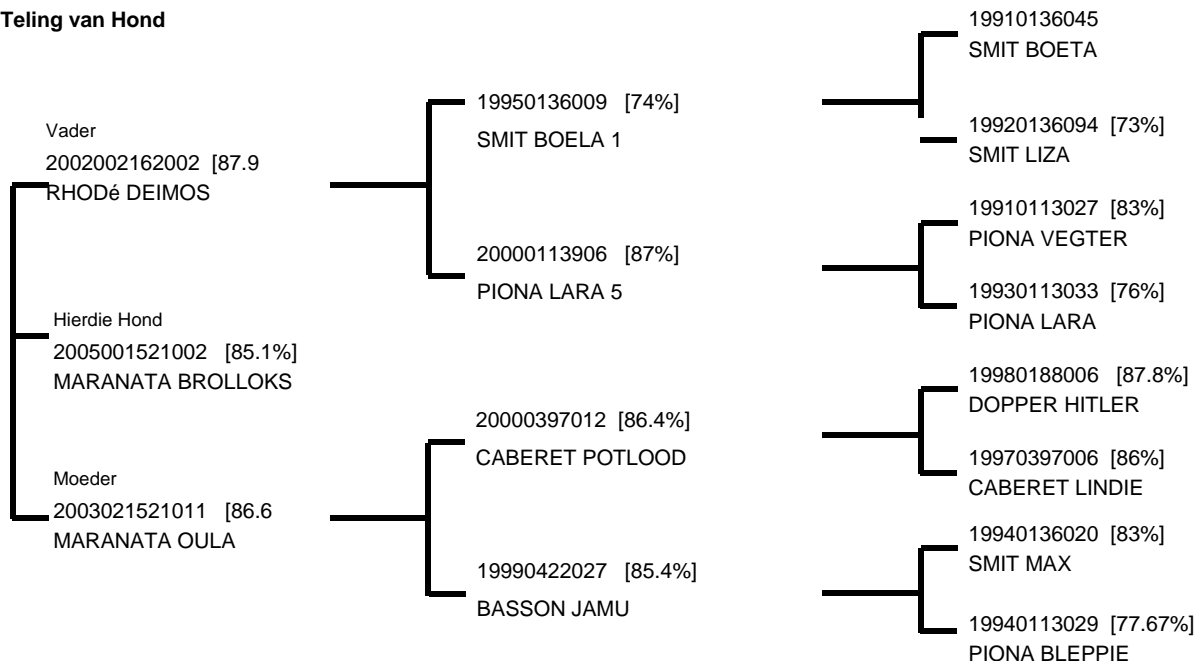 Teling van Hond
Vader
2002002162002 [87.9
RHODé DEIMOS
Hierdie Hond
2005001521002 [85.1%]
MARANATA BROLLOKS
Moeder
2003021521011 [86.6
MARANATA OULA
19950136009 [74%]
SMIT BOELA 1
20000113906 [87%]
PIONA LARA 5
20000397012 [86.4%]
CABERET POTLOOD
19990422027 [85.4%]
BASSON JAMU
19910136045
SMIT BOETA
19920136094 [73%]
SMIT LIZA
19910113027 [83%]
PIONA VEGTER
19930113033 [76%]
PIONA LARA
19980188006 [87.8%]
DOPPER HITLER
19970397006 [86%]
CABERET LINDIE
19940136020 [83%]
SMIT MAX
19940113029 [77.67%]
PIONA BLEPPIE